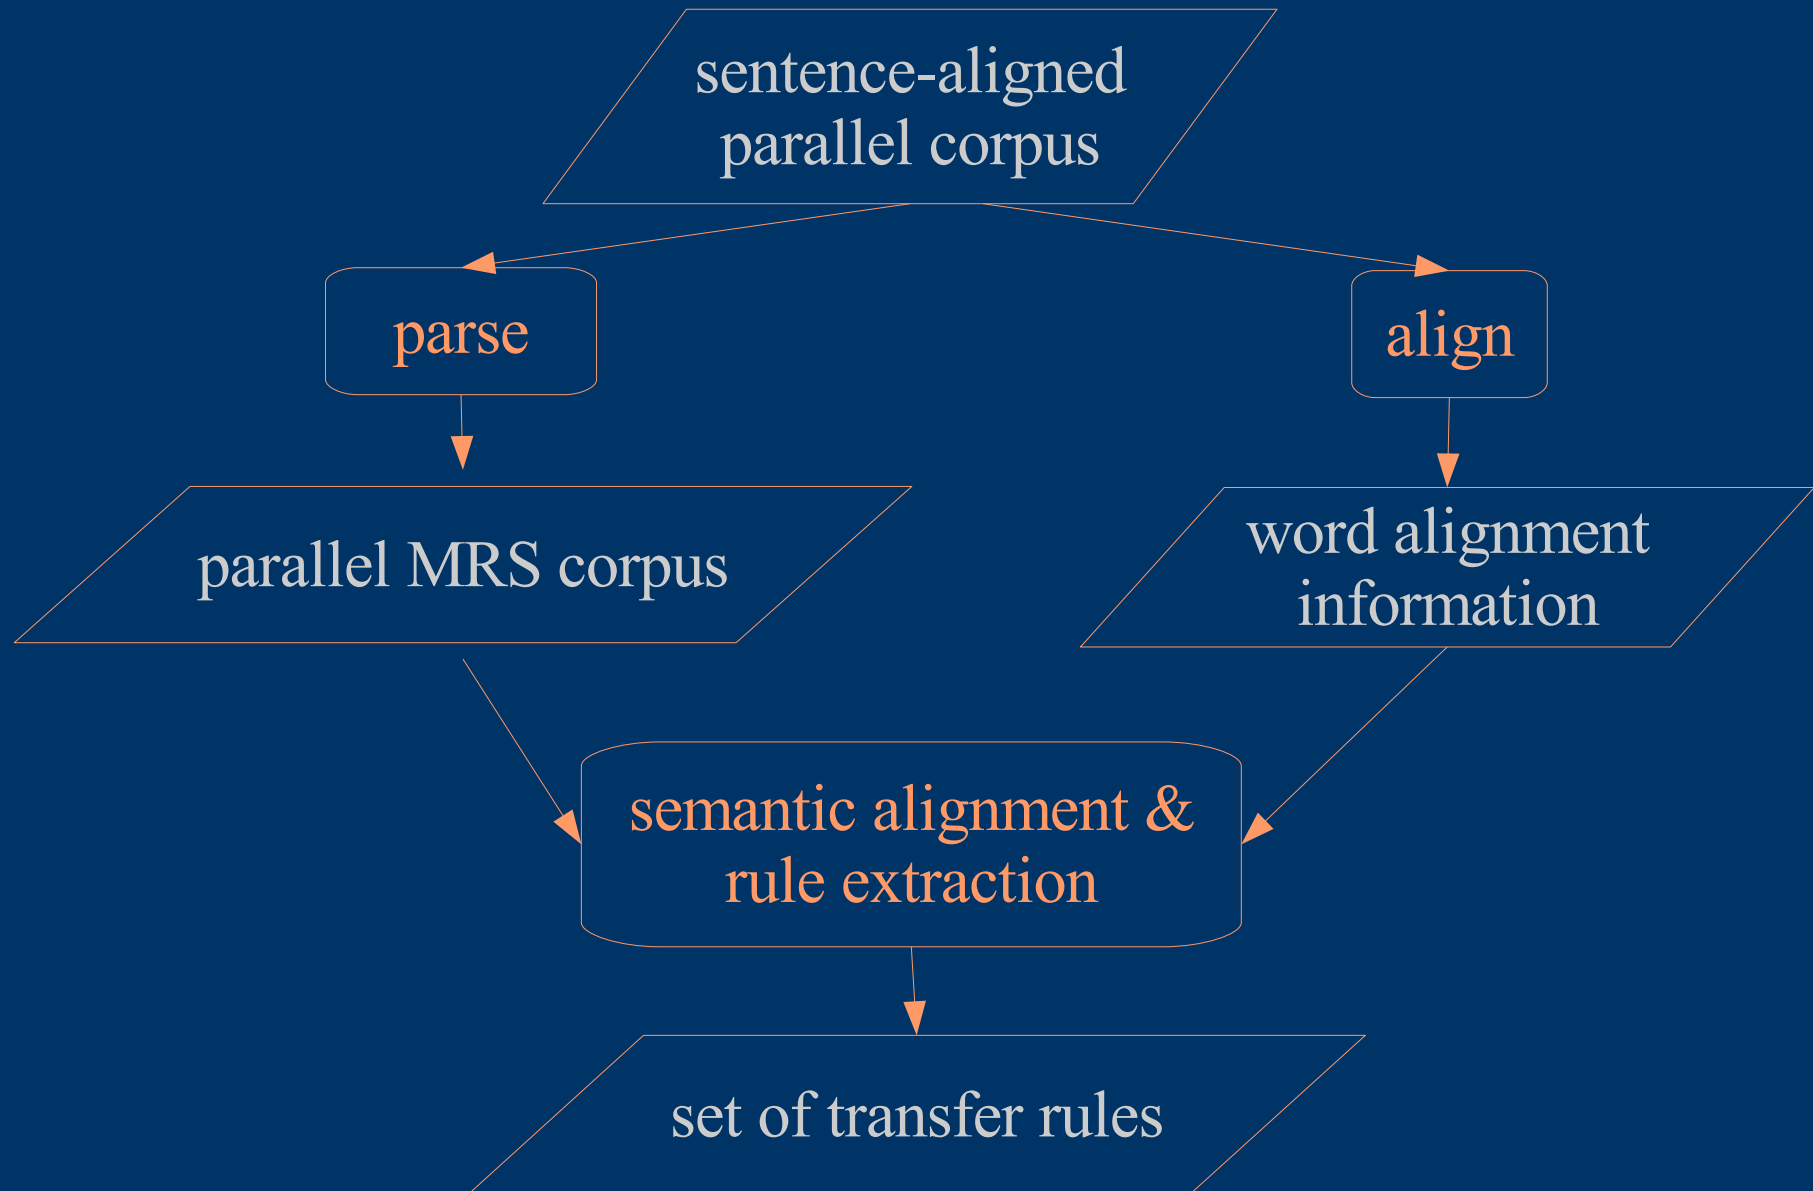 sentence-aligned
parallel corpus
parse
align
parallel MRS corpus
word alignment
information
semantic alignment &
rule extraction
set of transfer rules